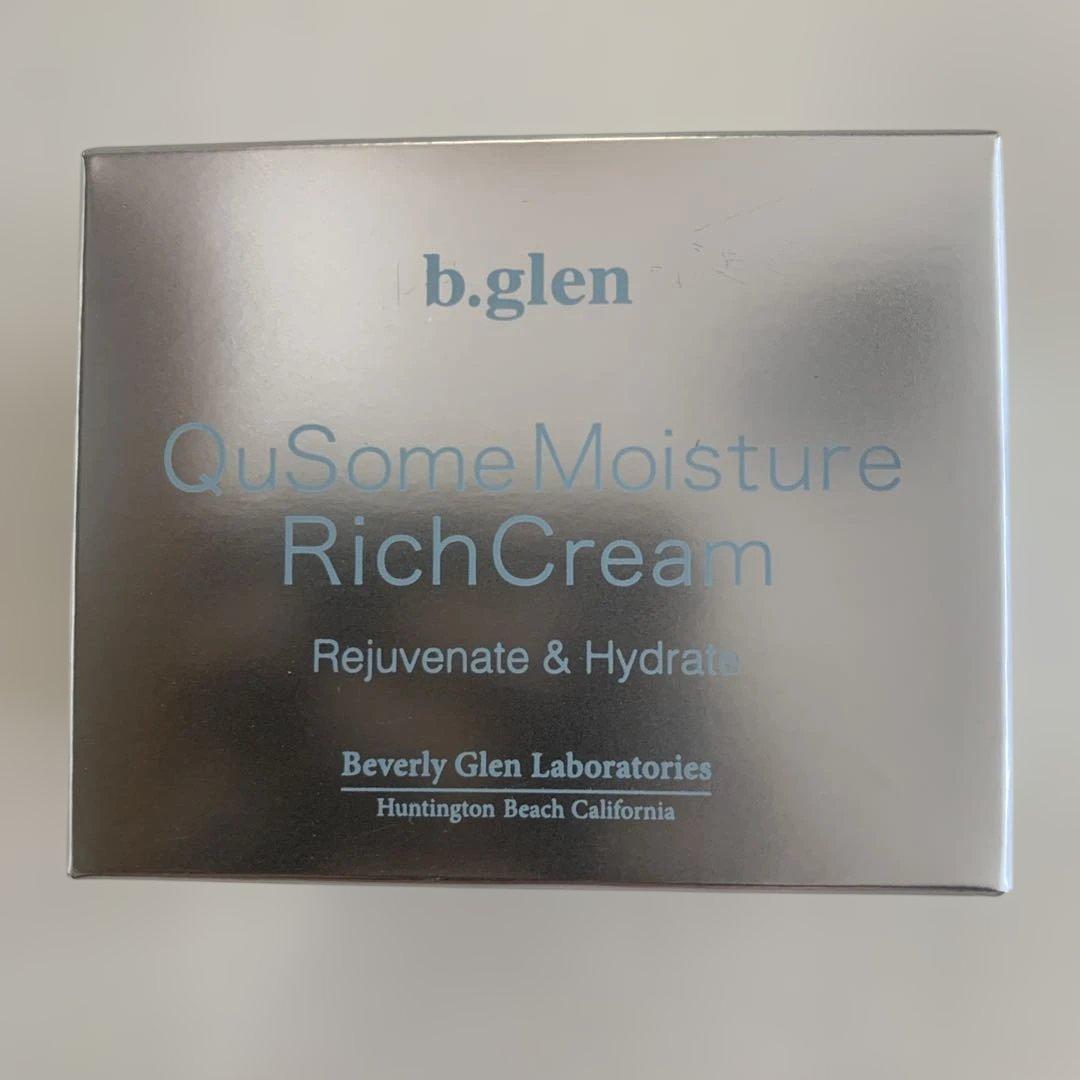 b.glen
QuSome Moisture
Rich Cream
Rejuvenate & Hydrate
Beverly Glen Laboratories
Huntington Beach California